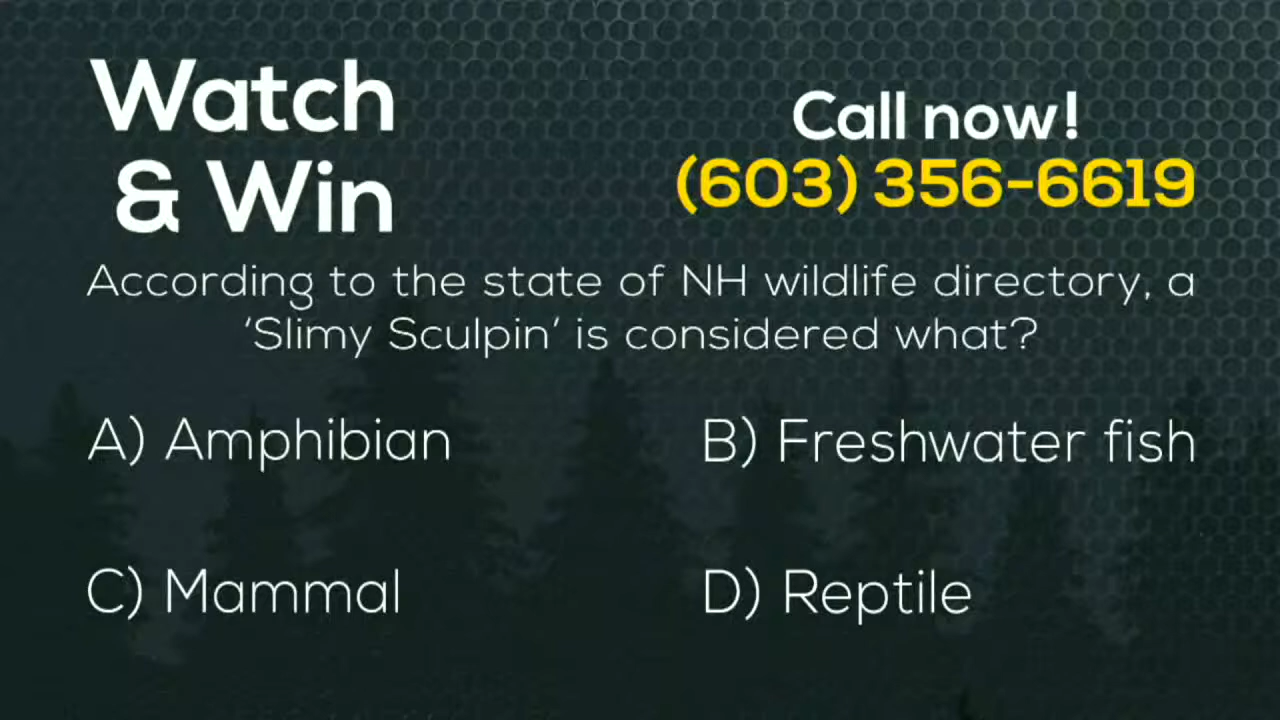 Watch
& Win
Call now!
(603) 356-6619
According to the state of NH wildlife directory, a
‘Slimy Sculpin’ is considered what?
A) Amphibian
B) Freshwater fish
C) Mammal
D) Reptile